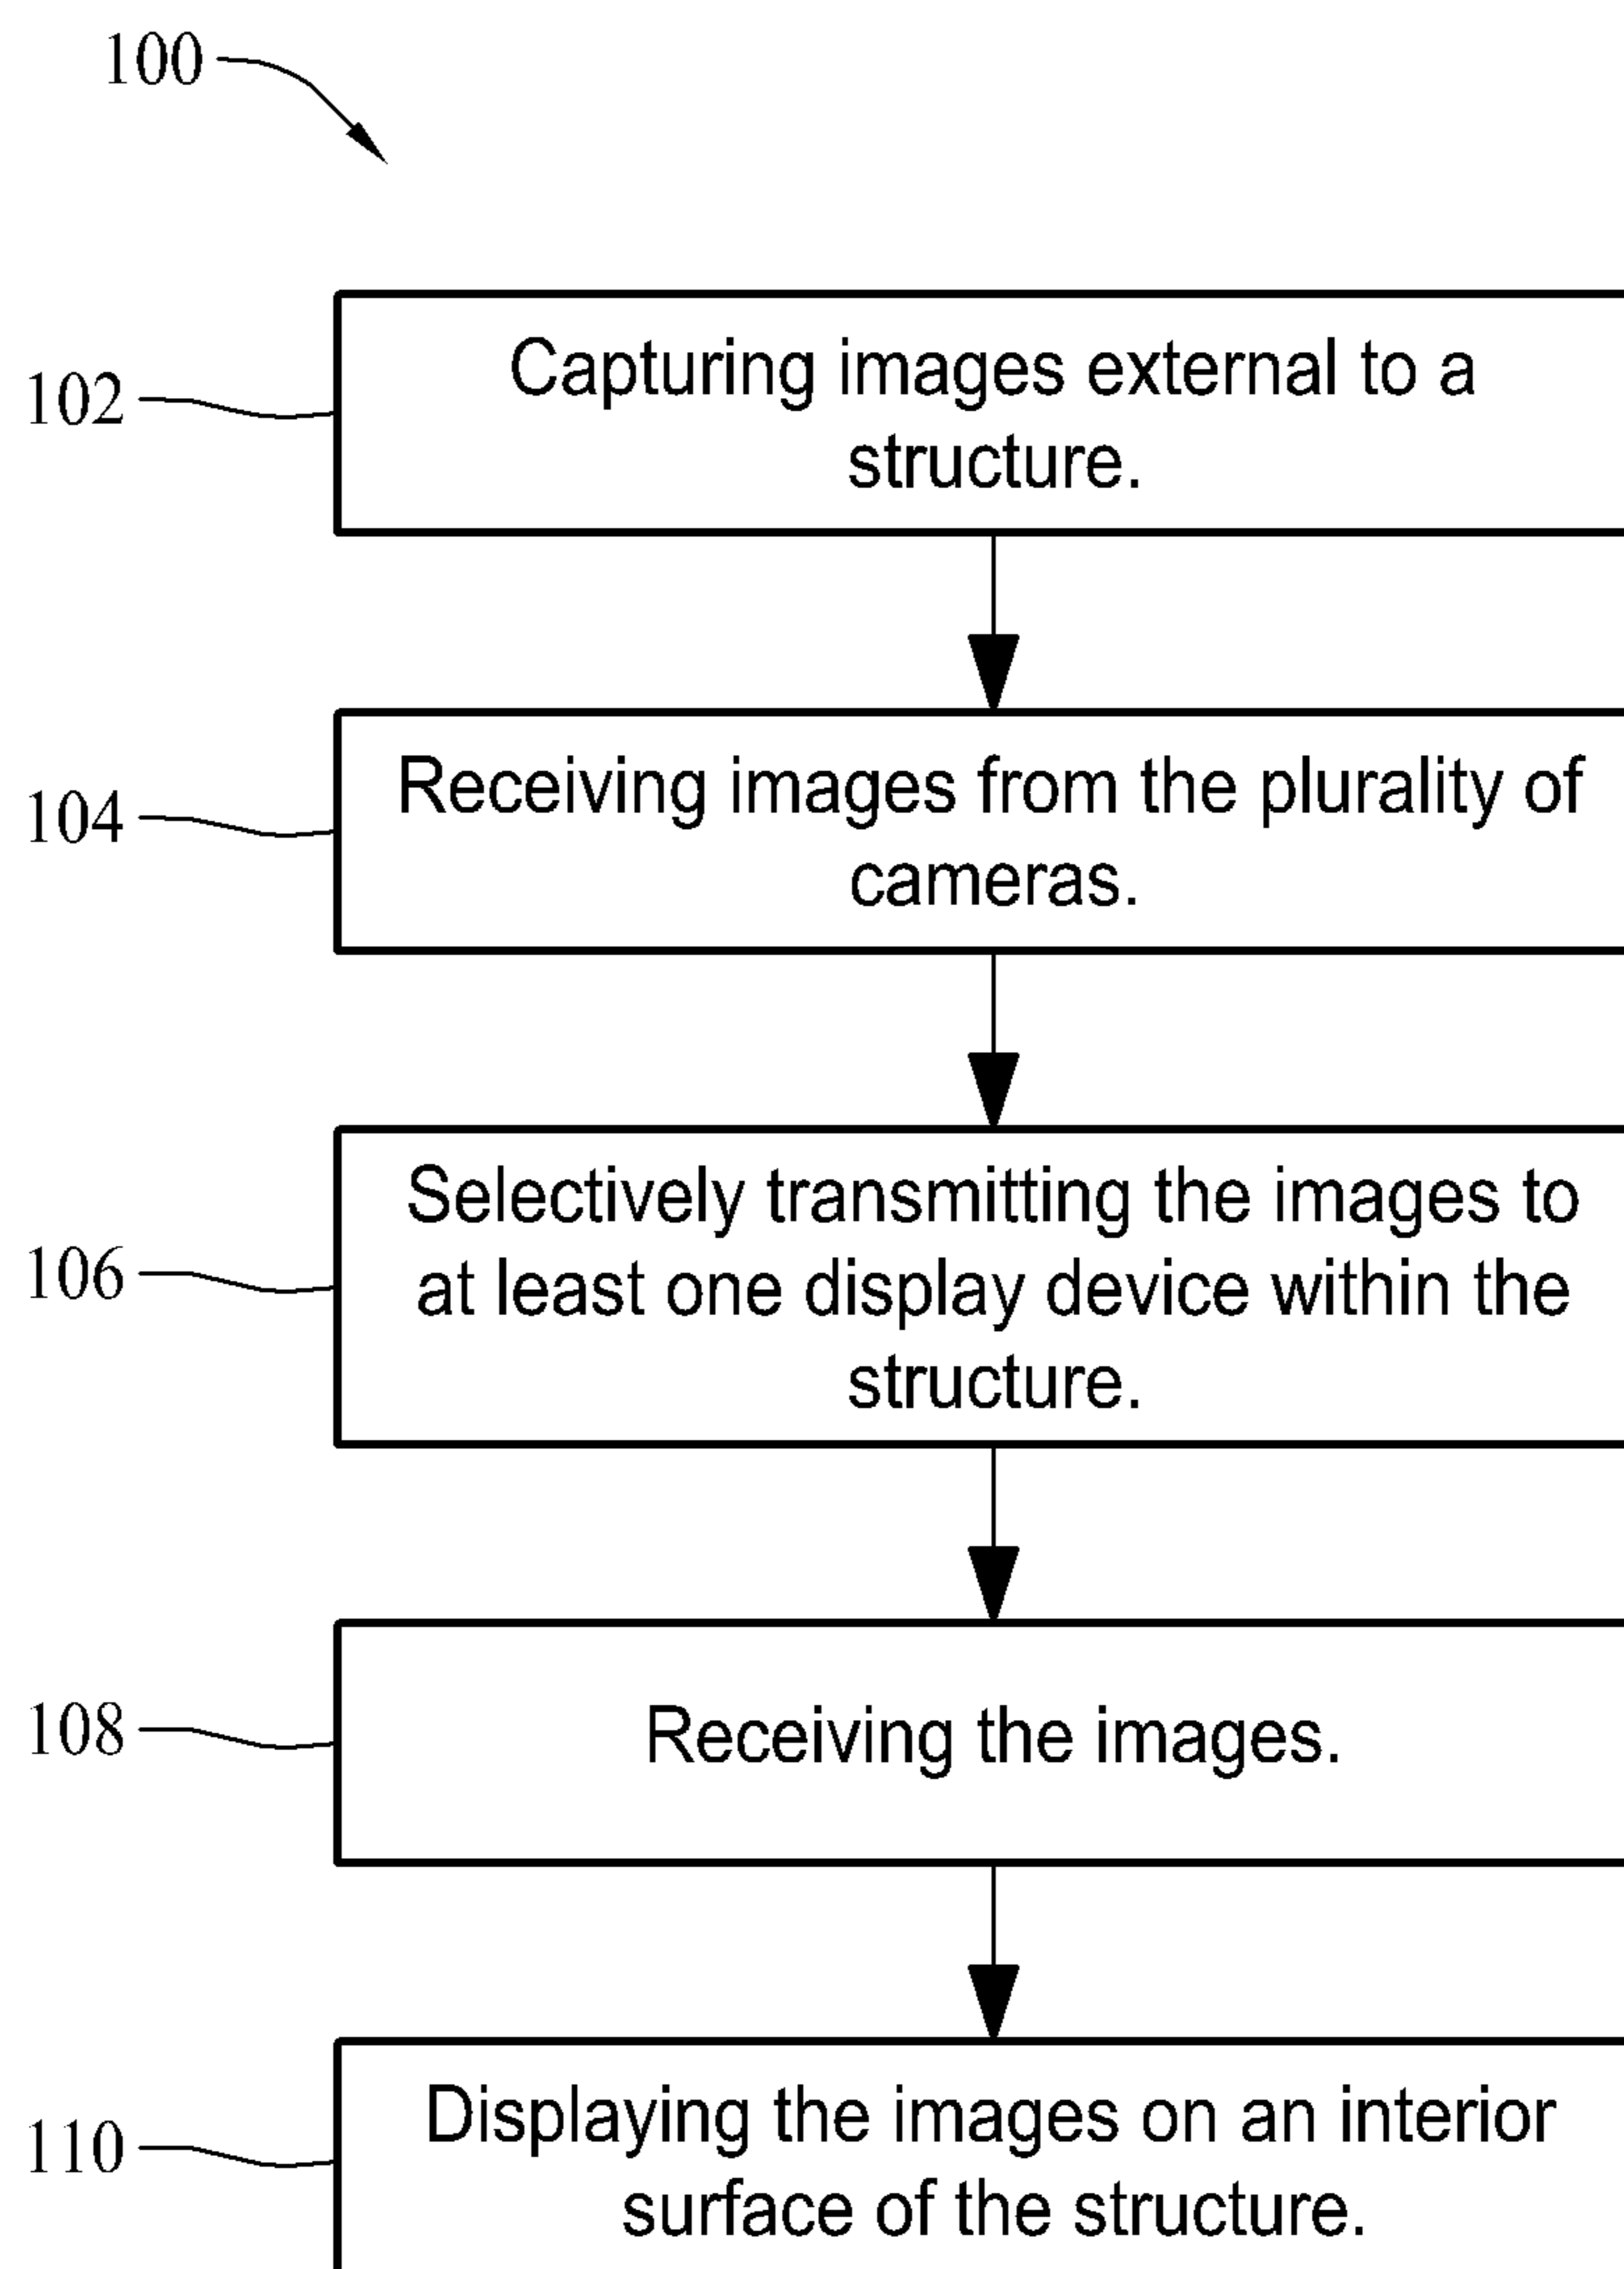 100
102
Capturing images external to a
structure.
104
Receiving images from the plurality of
cameras.
106
Selectively transmitting the images to
at least one display device within the
structure.
108
Receiving the images.
110
Displaying the images on an interior
surface of the structure.